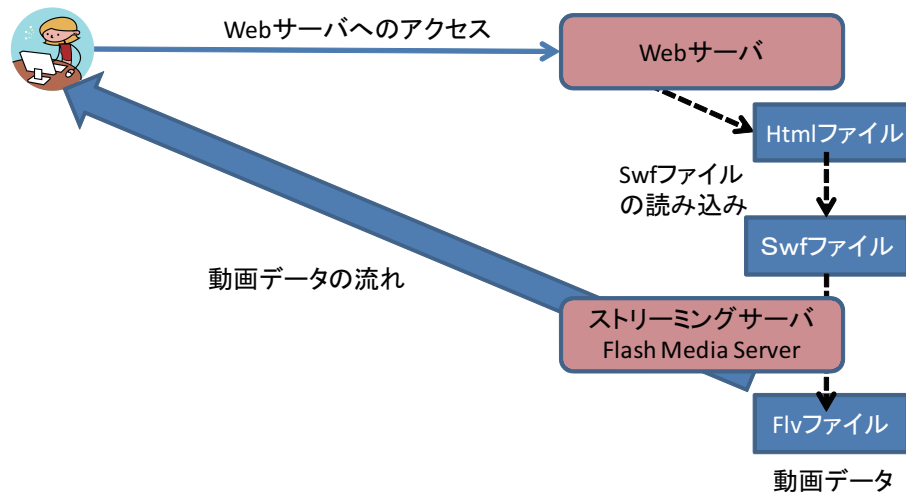 Webサーバへのアクセス
Webサーバ
Htmlファイル
Swfファイル
の読み込み
Ｓｗｆファイル
動画データの流れ
ストリーミングサーバ
Flash Media Server
Flvファイル
動画データ